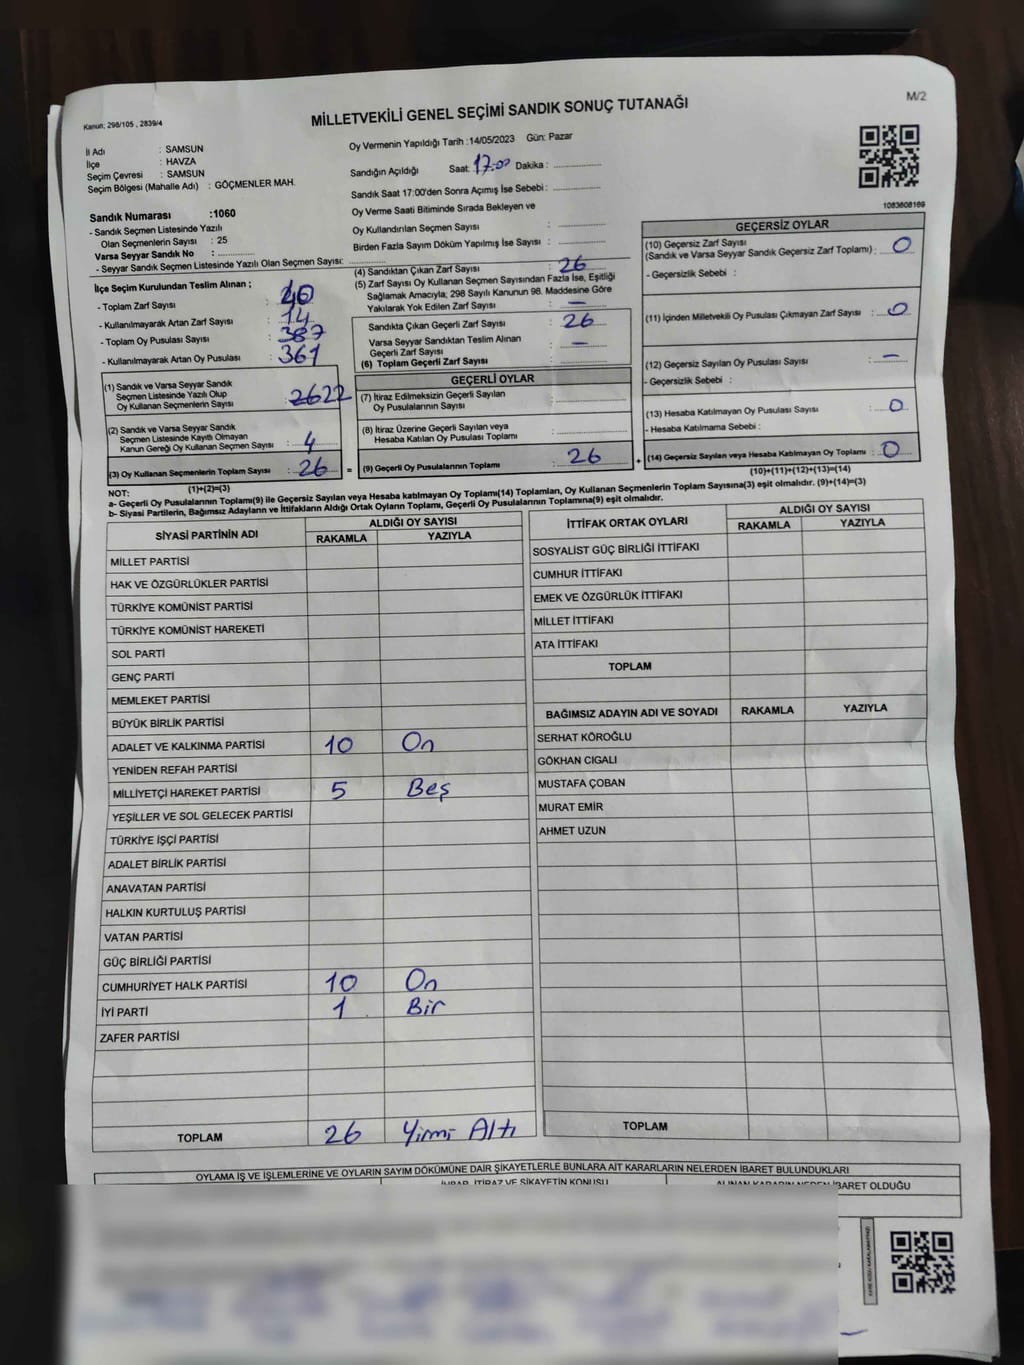 M/2
Kanun; 298/105 , 2839/4
MİLLETVEKİLİ GENEL SEÇİMİ SANDIK SONUÇ TUTANAĞI
İl Adı : SAMSUN
İlçe : HAVZA
Seçim Çevresi : SAMSUN
Seçim Bölgesi (Mahalle Adı) : GÖÇMENLER MAH.
Sandık Numarası :1060
- Sandık Seçmen Listesinde Yazılı
Olan Seçmenlerin Sayısı : 25
Varsa Seyyar Sandık No :
- Seyyar Sandık Seçmen Listesinde Yazılı Olan Seçmen Sayısı:
Oy Vermenin Yapıldığı Tarih :14/05/2023 Gün: Pazar
Sandığın Açıldığı Saat: 17:00 Dakika :
Sandık Saat 17:00'den Sonra Açımış İse Sebebi :
Oy Verme Saati Bitiminde Sırada Bekleyen ve
Oy Kullandırılan Seçmen Sayısı :
Birden Fazla Sayım Döküm Yapılmış İse Sayısı :
1083608169
İlçe Seçim Kurulundan Teslim Alınan ;
- Toplam Zarf Sayısı : 40
- Kullanılmayarak Artan Zarf Sayısı : 14
- Toplam Oy Pusulası Sayısı : 387
- Kullanılmayarak Artan Oy Pusulası : 361
(1) Sandık ve Varsa Seyyar Sandık
Seçmen Listesinde Yazılı Olup
Oy Kullanan Seçmenlerin Sayısı : 26 22
(2) Sandık ve Varsa Seyyar Sandık
Seçmen Listesinde Kayıtlı Olmayan
Kanun Gereği Oy Kullanan Seçmen Sayısı : 4
(3) Oy Kullanan Seçmenlerin Toplam Sayısı : 26 =
(1)+(2)=(3)
(4) Sandıktan Çıkan Zarf Sayısı : 26
(5) Zarf Sayısı Oy Kullanan Seçmen Sayısından Fazla İse, Eşitliği
Sağlamak Amacıyla; 298 Sayılı Kanunun 98. Maddesine Göre
Yakılarak Yok Edilen Zarf Sayısı : —
Sandıkta Çıkan Geçerli Zarf Sayısı : 26
Varsa Seyyar Sandıktan Teslim Alınan
Geçerli Zarf Sayısı : —
(6) Toplam Geçerli Zarf Sayısı :
GEÇERLİ OYLAR
(7) İtiraz Edilmeksizin Geçerli Sayılan
Oy Pusulalarının Sayısı :
(8) İtiraz Üzerine Geçerli Sayılan veya
Hesaba Katılan Oy Pusulası Toplamı :
(9) Geçerli Oy Pusulalarının Toplamı : 26 +
GEÇERSİZ OYLAR
(10) Geçersiz Zarf Sayısı
(Sandık ve Varsa Seyyar Sandık Geçersiz Zarf Toplamı) : 0
- Geçersizlik Sebebi :
(11) İçinden Milletvekili Oy Pusulası Çıkmayan Zarf Sayısı : 0
(12) Geçersiz Sayılan Oy Pusulası Sayısı : —
- Geçersizlik Sebebi :
(13) Hesaba Katılmayan Oy Pusulası Sayısı : 0
- Hesaba Katılmama Sebebi :
(14) Geçersiz Sayılan veya Hesaba Katılmayan Oy Toplamı : 0
(10)+(11)+(12)+(13)=(14)
NOT:
a- Geçerli Oy Pusulalarının Toplamı(9) ile Geçersiz Sayılan veya Hesaba katılmayan Oy Toplamı(14) Toplamları, Oy Kullanan Seçmenlerin Toplam Sayısına(3) eşit olmalıdır. (9)+(14)=(3)
b- Siyasi Partilerin, Bağımsız Adayların ve İttifakların Aldığı Ortak Oyların Toplamı, Geçerli Oy Pusulalarının Toplamına(9) eşit olmalıdır.
SİYASİ PARTİNİN ADI ALDIĞI OY SAYISI
RAKAMLA YAZIYLA
MİLLET PARTİSİ
HAK VE ÖZGÜRLÜKLER PARTİSİ
TÜRKİYE KOMÜNİST PARTİSİ
TÜRKİYE KOMÜNİST HAREKETİ
SOL PARTİ
GENÇ PARTİ
MEMLEKET PARTİSİ
BÜYÜK BİRLİK PARTİSİ
ADALET VE KALKINMA PARTİSİ 10 On
YENİDEN REFAH PARTİSİ
MİLLİYETÇİ HAREKET PARTİSİ 5 Beş
YEŞİLLER VE SOL GELECEK PARTİSİ
TÜRKİYE İŞÇİ PARTİSİ
ADALET BİRLİK PARTİSİ
ANAVATAN PARTİSİ
HALKIN KURTULUŞ PARTİSİ
VATAN PARTİSİ
GÜÇ BİRLİĞİ PARTİSİ
CUMHURİYET HALK PARTİSİ 10 On
İYİ PARTİ 1 Bir
ZAFER PARTİSİ
TOPLAM 26 Yirmi Altı
İTTİFAK ORTAK OYLARI ALDIĞI OY SAYISI
RAKAMLA YAZIYLA
SOSYALİST GÜÇ BİRLİĞİ İTTİFAKI
CUMHUR İTTİFAKI
EMEK VE ÖZGÜRLÜK İTTİFAKI
MİLLET İTTİFAKI
ATA İTTİFAKI
TOPLAM
BAĞIMSIZ ADAYIN ADI VE SOYADI RAKAMLA YAZIYLA
SERHAT KÖROĞLU
GÖKHAN CIGALI
MUSTAFA ÇOBAN
MURAT EMİR
AHMET UZUN
TOPLAM
OYLAMA İŞ VE İŞLEMLERİNE VE OYLARIN SAYIM DÖKÜMÜNE DAİR ŞİKAYETLERLE BUNLARA AİT KARARLARIN NELERDEN İBARET BULUNDUKLARI
İHBAR, İTİRAZ VE ŞİKAYETİN KONUSU ALINAN KARARIN NEDEN İBARET OLDUĞU